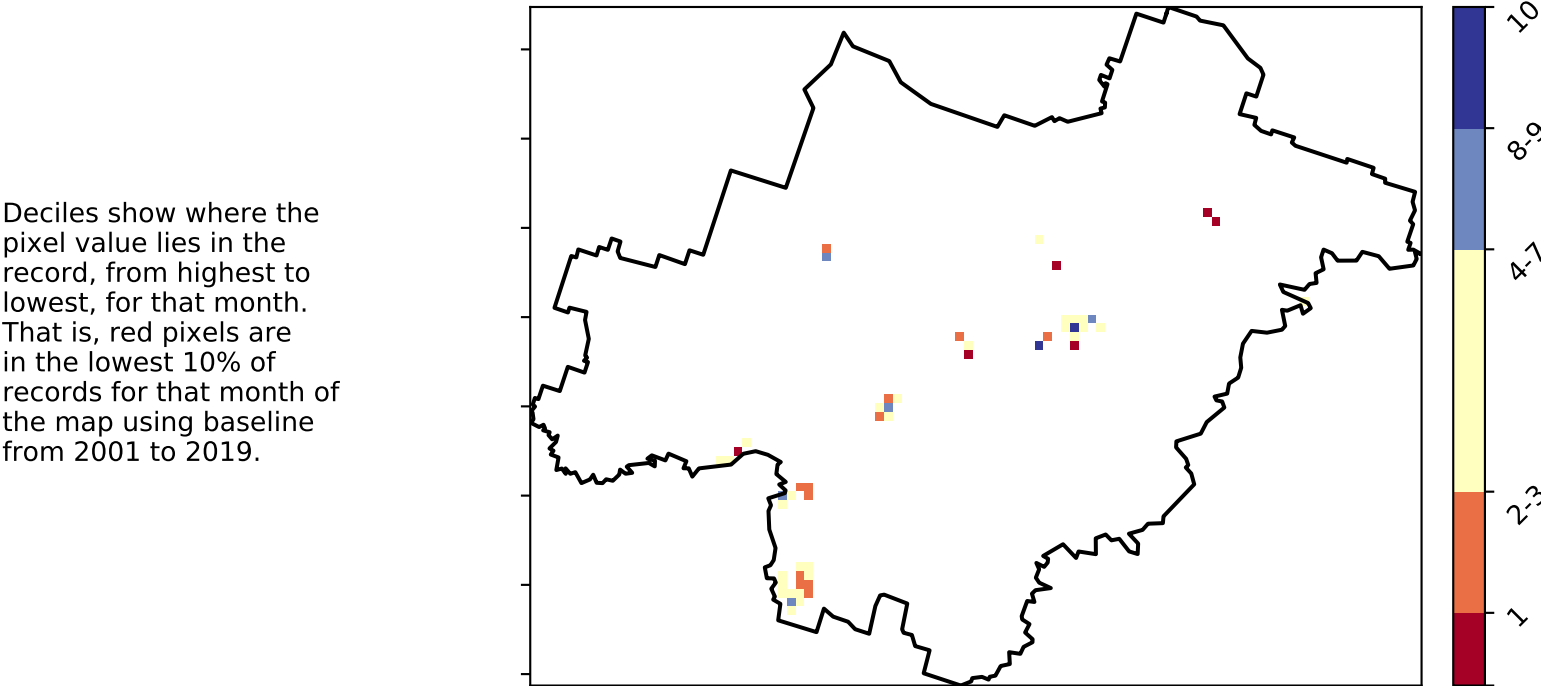 Deciles show where the
pixel value lies in the
record, from highest to
lowest, for that month.
That is, red pixels are
in the lowest 10% of
records for that month of
the map using baseline
from 2001 to 2019.
10
8-9
4-7
2-3
1